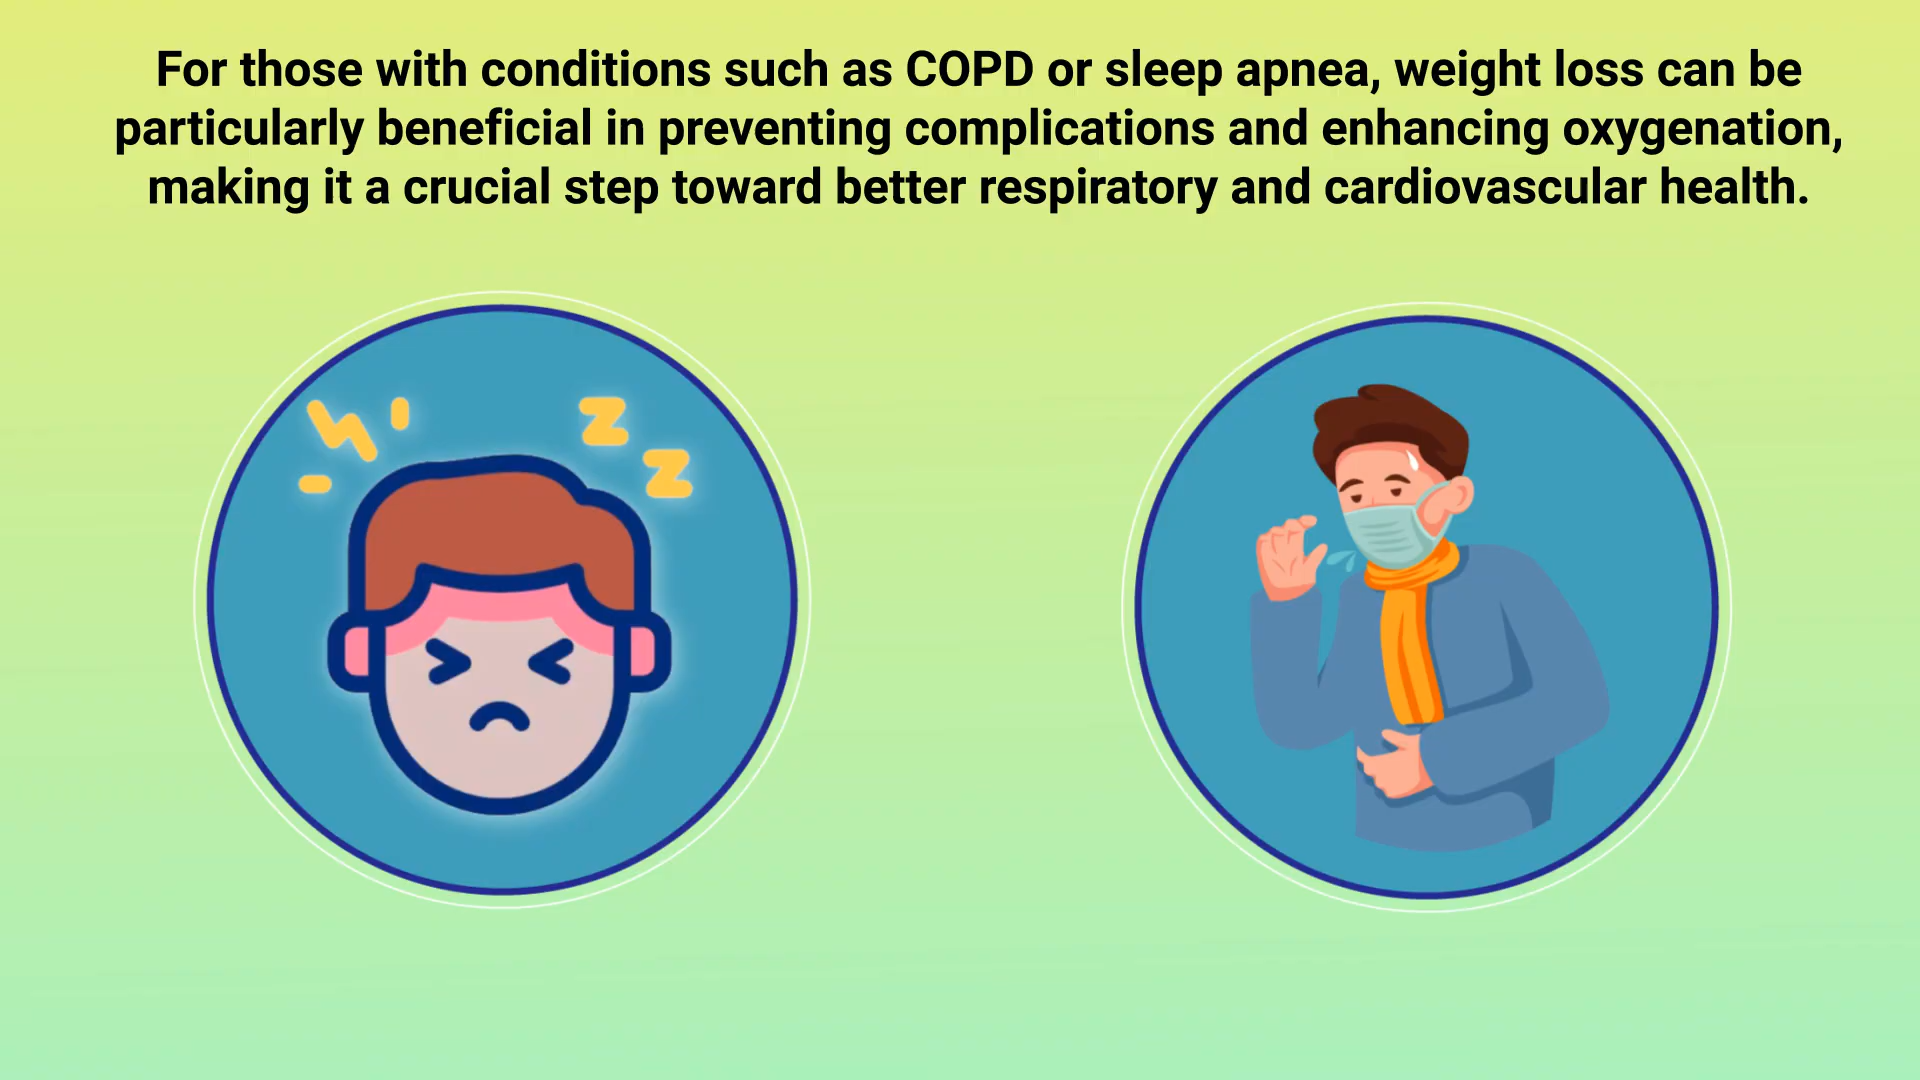 For those with conditions such as COPD or sleep apnea, weight loss can be
particularly beneficial in preventing complications and enhancing oxygenation,
making it a crucial step toward better respiratory and cardiovascular health.
z
z